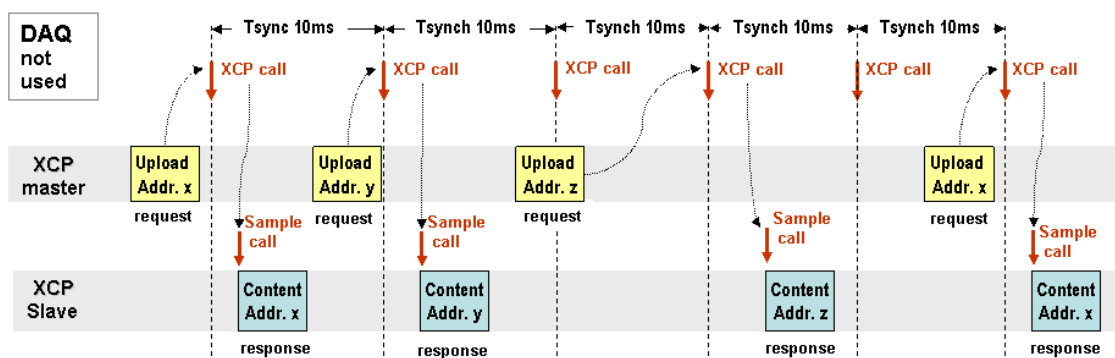 DAQ
not
used
Tsync 10ms
Tsynch 10ms
Tsynch 10ms
Tsynch 10ms
Tsynch 10ms
XCP call
XCP call
XCP call
XCP call
XCP call
XCP call
XCP
master
Upload
Addr. x
request
Upload
Addr. y
request
Upload
Addr. z
request
Upload
Addr. x
request
Sample
call
Sample
call
Sample
call
Sample
call
XCP
Slave
Content
Addr. x
response
Content
Addr. y
response
Content
Addr. z
response
Content
Addr. x
response